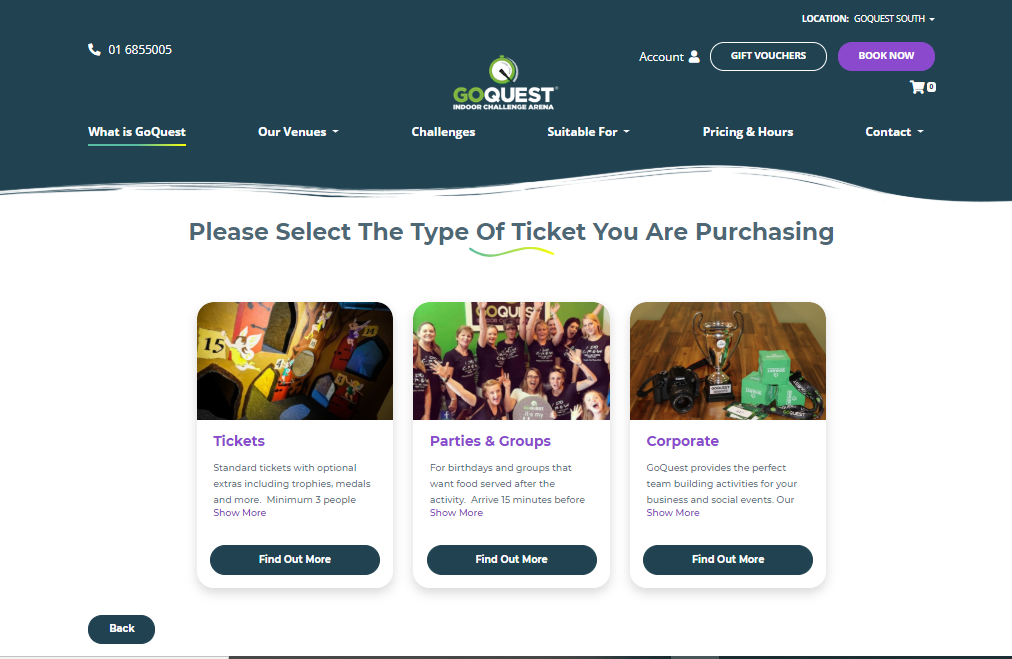 LOCATION: GOQUEST SOUTH
01 6855005
Account
GIFT VOUCHERS
BOOK NOW
0
GOQUEST
INDOOR CHALLENGE ARENA
What is GoQuest
Our Venues
Challenges
Suitable For
Pricing & Hours
Contact
Please Select The Type Of Ticket You Are Purchasing
15
GOQUEST
GOQUEST
GOQUEST
Tickets
Standard tickets with optional
extras including trophies, medals
and more. Minimum 3 people
Show More
Find Out More
Parties & Groups
For birthdays and groups that
want food served after the
activity. Arrive 15 minutes before
Show More
Find Out More
Corporate
GoQuest provides the perfect
team building activities for your
business and social events. Our
Show More
Find Out More
Back